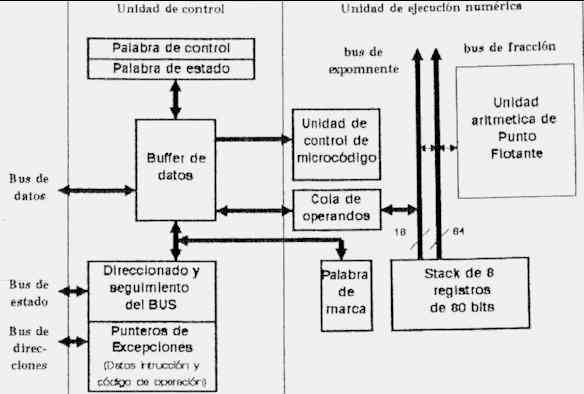 Unidad de control
Unidad de ejecución numérica
Palabra de control
Palabra de estado
bus de
expomnente
bus de fracción
Unidad
aritmetica de
Punto
Flotante
Unidad de
control de
microcódigo
Buffer de
datos
Bus de
datos
Cola de
operandos
16
64
Direccionado y
seguimiento
del BUS
Palabra
de
marca
Stack de 8
registros
de 80 bits
Bus de
estado
Bus de
direc-
ciones
Punteros de
Excepciones
(Datos intrucción y
código de operación)